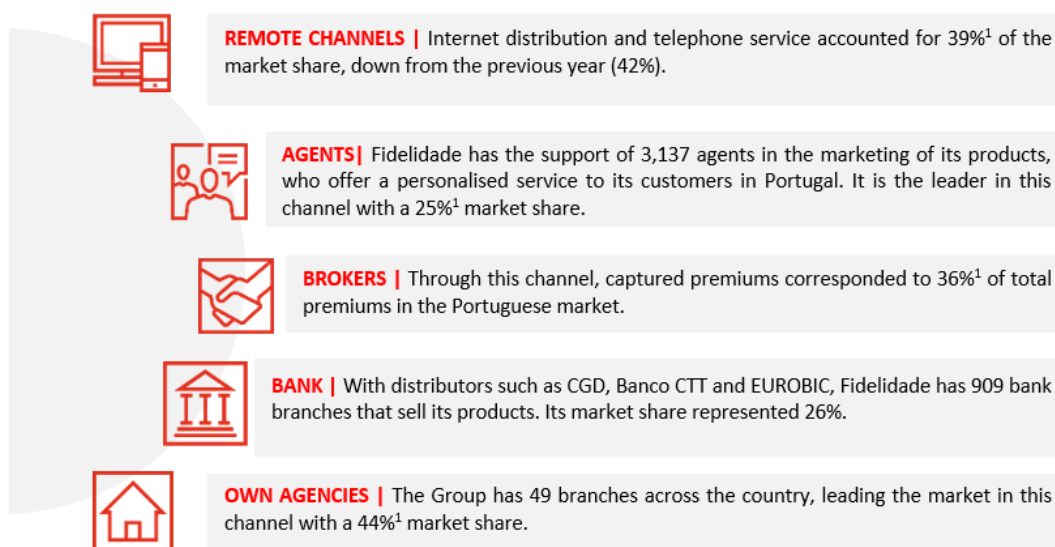 REMOTE CHANNELS | Internet distribution and telephone service accounted for 39%¹ of the
market share, down from the previous year (42%).
AGENTS| Fidelidade has the support of 3,137 agents in the marketing of its products,
who offer a personalised service to its customers in Portugal. It is the leader in this
channel with a 25%¹ market share.
BROKERS | Through this channel, captured premiums corresponded to 36%¹ of total
premiums in the Portuguese market.
BANK | With distributors such as CGD, Banco CTT and EUROBIC, Fidelidade has 909 bank
branches that sell its products. Its market share represented 26%.
OWN AGENCIES | The Group has 49 branches across the country, leading the market in this
channel with a 44%¹ market share.